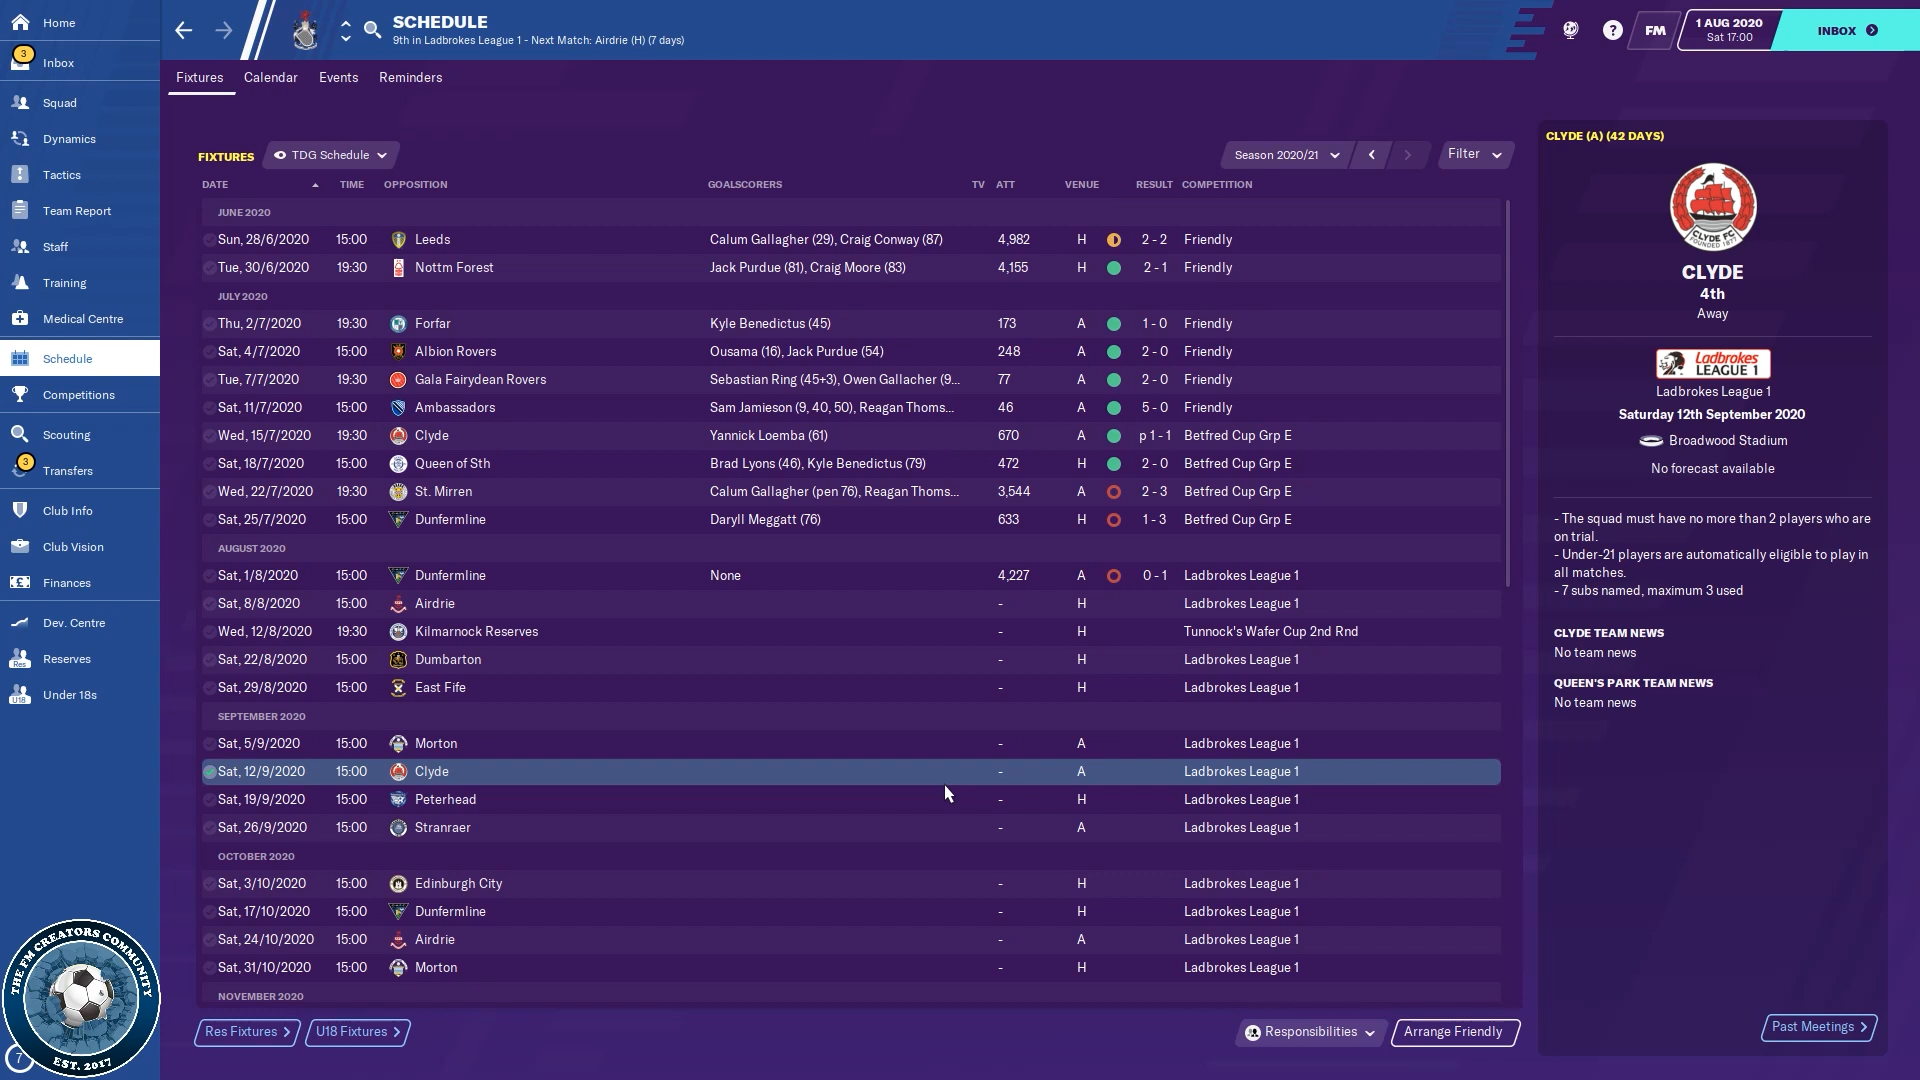 Home
3
Inbox
Squad
Dynamics
Tactics
Team Report
Staff
Training
Medical Centre
Schedule
Competitions
Scouting
3
Transfers
Club Info
Club Vision
Finances
Dev. Centre
Res
Reserves
U18
Under 18s
THE FM CREATORS COMMUNITY
EST. 2017
7
SCHEDULE
9th in Ladbrokes League 1 - Next Match: Airdrie (H) (7 days)
? FM
1 AUG 2020
Sat 17:00
INBOX
Fixtures Calendar Events Reminders
FIXTURES TDG Schedule Season 2020/21 Filter
DATE TIME OPPOSITION GOALSCORERS TV ATT VENUE RESULT COMPETITION
JUNE 2020
Sun, 28/6/2020 15:00 Leeds Calum Gallagher (29), Craig Conway (87) 4,982 H 2 - 2 Friendly
Tue, 30/6/2020 19:30 Nottm Forest Jack Purdue (81), Craig Moore (83) 4,155 H 2 - 1 Friendly
JULY 2020
Thu, 2/7/2020 19:30 Forfar Kyle Benedictus (45) 173 A 1 - 0 Friendly
Sat, 4/7/2020 15:00 Albion Rovers Ousama (16), Jack Purdue (54) 248 A 2 - 0 Friendly
Tue, 7/7/2020 19:30 Gala Fairydean Rovers Sebastian Ring (45+3), Owen Gallacher (9... 77 A 2 - 0 Friendly
Sat, 11/7/2020 15:00 Ambassadors Sam Jamieson (9, 40, 50), Reagan Thoms... 46 A 5 - 0 Friendly
Wed, 15/7/2020 19:30 Clyde Yannick Loemba (61) 670 A p 1 - 1 Betfred Cup Grp E
Sat, 18/7/2020 15:00 Queen of Sth Brad Lyons (46), Kyle Benedictus (79) 472 H 2 - 0 Betfred Cup Grp E
Wed, 22/7/2020 19:30 St. Mirren Calum Gallagher (pen 76), Reagan Thoms... 3,544 A 2 - 3 Betfred Cup Grp E
Sat, 25/7/2020 15:00 Dunfermline Daryll Meggatt (76) 633 H 1 - 3 Betfred Cup Grp E
AUGUST 2020
Sat, 1/8/2020 15:00 Dunfermline None 4,227 A 0 - 1 Ladbrokes League 1
Sat, 8/8/2020 15:00 Airdrie - H Ladbrokes League 1
Wed, 12/8/2020 19:30 Kilmarnock Reserves - H Tunnock's Wafer Cup 2nd Rnd
Sat, 22/8/2020 15:00 Dumbarton - H Ladbrokes League 1
Sat, 29/8/2020 15:00 East Fife - H Ladbrokes League 1
SEPTEMBER 2020
Sat, 5/9/2020 15:00 Morton - A Ladbrokes League 1
Sat, 12/9/2020 15:00 Clyde - A Ladbrokes League 1
Sat, 19/9/2020 15:00 Peterhead - H Ladbrokes League 1
Sat, 26/9/2020 15:00 Stranraer - A Ladbrokes League 1
OCTOBER 2020
Sat, 3/10/2020 15:00 Edinburgh City - H Ladbrokes League 1
Sat, 17/10/2020 15:00 Dunfermline - H Ladbrokes League 1
Sat, 24/10/2020 15:00 Airdrie - A Ladbrokes League 1
Sat, 31/10/2020 15:00 Morton - H Ladbrokes League 1
NOVEMBER 2020
Res Fixtures U18 Fixtures Responsibilities Arrange Friendly
CLYDE (A) (42 DAYS)
CLYDE FC
FOUNDED 1877
CLYDE
4th
Away
Ladbrokes
LEAGUE 1
Ladbrokes League 1
Saturday 12th September 2020
Broadwood Stadium
No forecast available
- The squad must have no more than 2 players who are
on trial.
- Under-21 players are automatically eligible to play in
all matches.
- 7 subs named, maximum 3 used
CLYDE TEAM NEWS
No team news
QUEEN'S PARK TEAM NEWS
No team news
Past Meetings